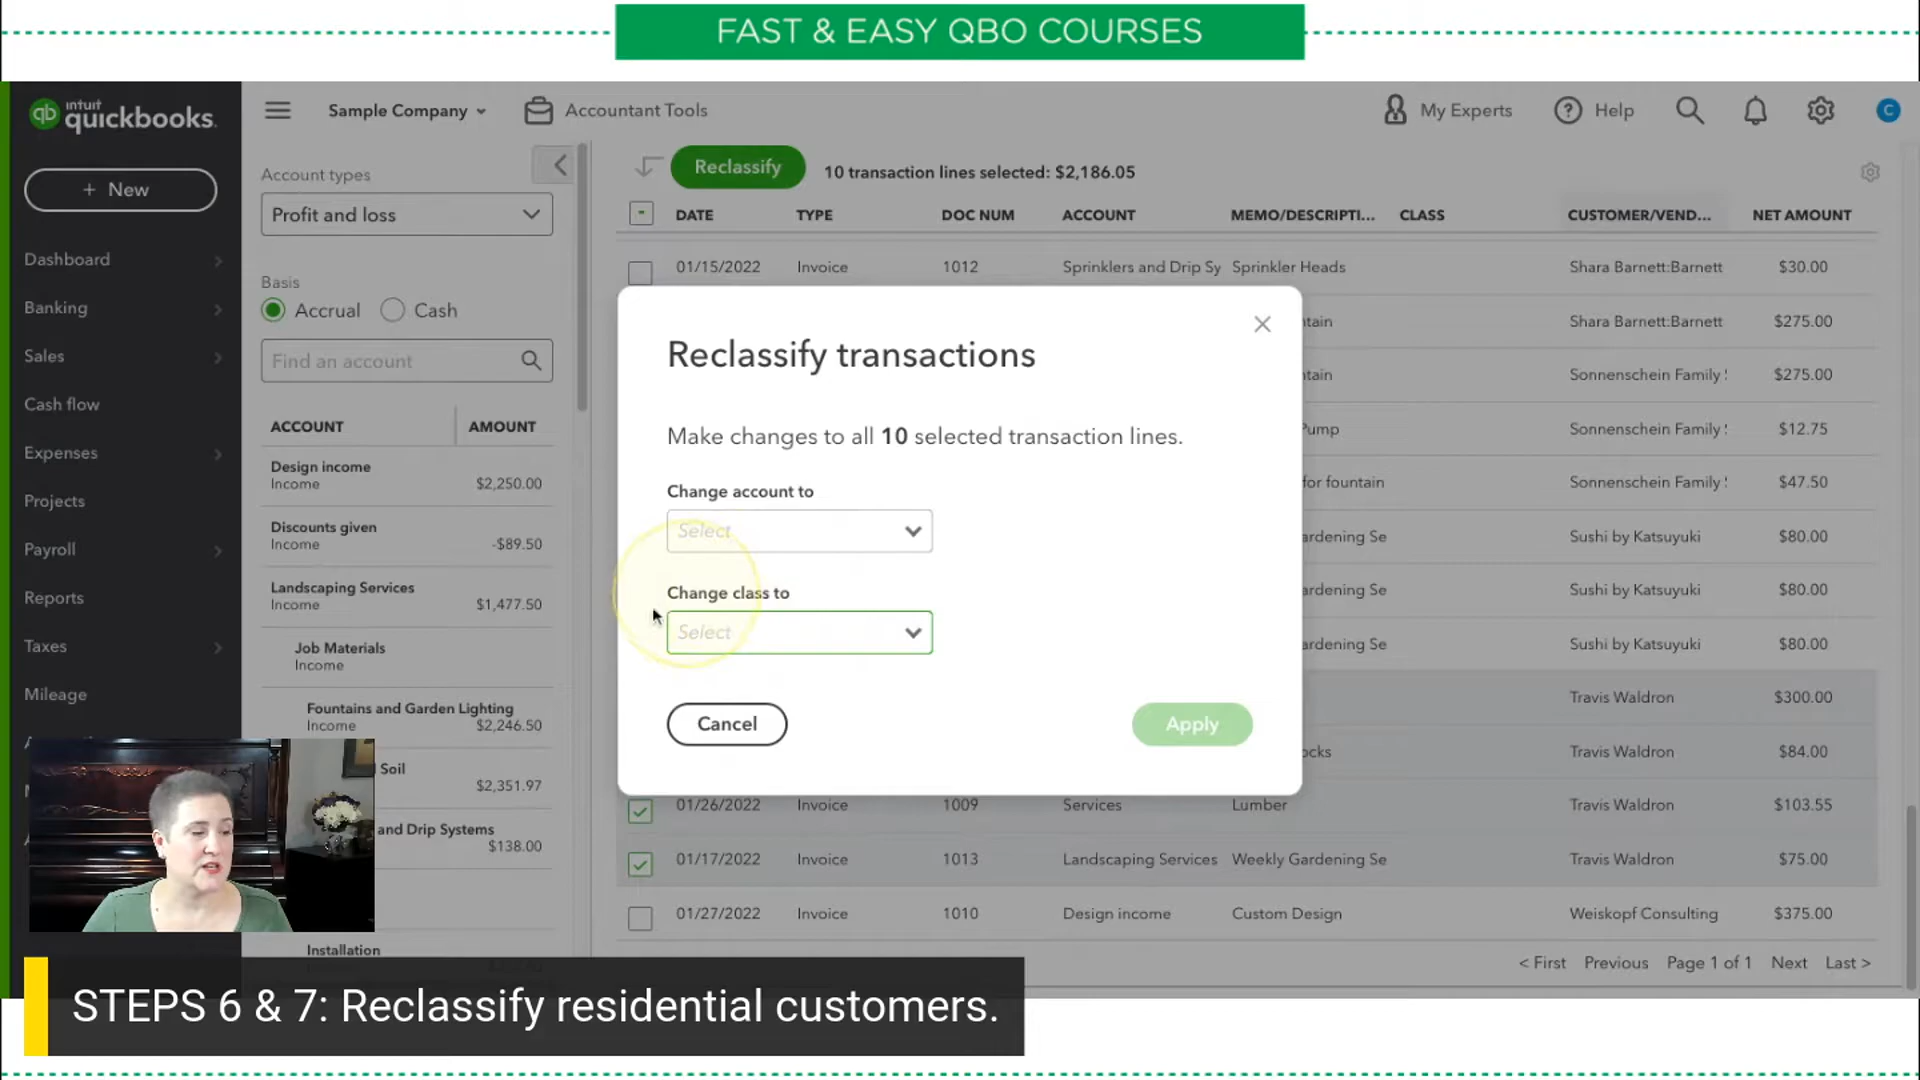 FAST & EASY QBO COURSES
intuit
quickbooks.
Sample Company
Accountant Tools
My Experts
Help
C
+ New
Dashboard
Banking
Sales
Cash flow
Expenses
Projects
Payroll
Reports
Taxes
Mileage
Account types
Profit and loss
Basis
Accrual
Cash
Find an account
ACCOUNT AMOUNT
Design income
Income $2,250.00
Discounts given
Income -$89.50
Landscaping Services
Income $1,477.50
Job Materials
Income
Fountains and Garden Lighting
Income $2,246.50
Soil
$2,351.97
and Drip Systems
$138.00
Installation
Reclassify 10 transaction lines selected: $2,186.05
DATE TYPE DOC NUM ACCOUNT MEMO/DESCRIPTI... CLASS CUSTOMER/VEND... NET AMOUNT
01/15/2022 Invoice 1012 Sprinklers and Drip Sy Sprinkler Heads Shara Barnett:Barnett $30.00
ntain Shara Barnett:Barnett $275.00
ntain Sonnenschein Family $275.00
Pump Sonnenschein Family $12.75
for fountain Sonnenschein Family $47.50
ardening Se Sushi by Katsuyuki $80.00
ardening Se Sushi by Katsuyuki $80.00
ardening Se Sushi by Katsuyuki $80.00
Travis Waldron $300.00
ocks Travis Waldron $84.00
01/26/2022 Invoice 1009 Services Lumber Travis Waldron $103.55
01/17/2022 Invoice 1013 Landscaping Services Weekly Gardening Se Travis Waldron $75.00
01/27/2022 Invoice 1010 Design income Custom Design Weiskopf Consulting $375.00
< First Previous Page 1 of 1 Next Last >
Reclassify transactions
Make changes to all 10 selected transaction lines.
Change account to
Select
Change class to
Select
Cancel
Apply
STEPS 6 & 7: Reclassify residential customers.